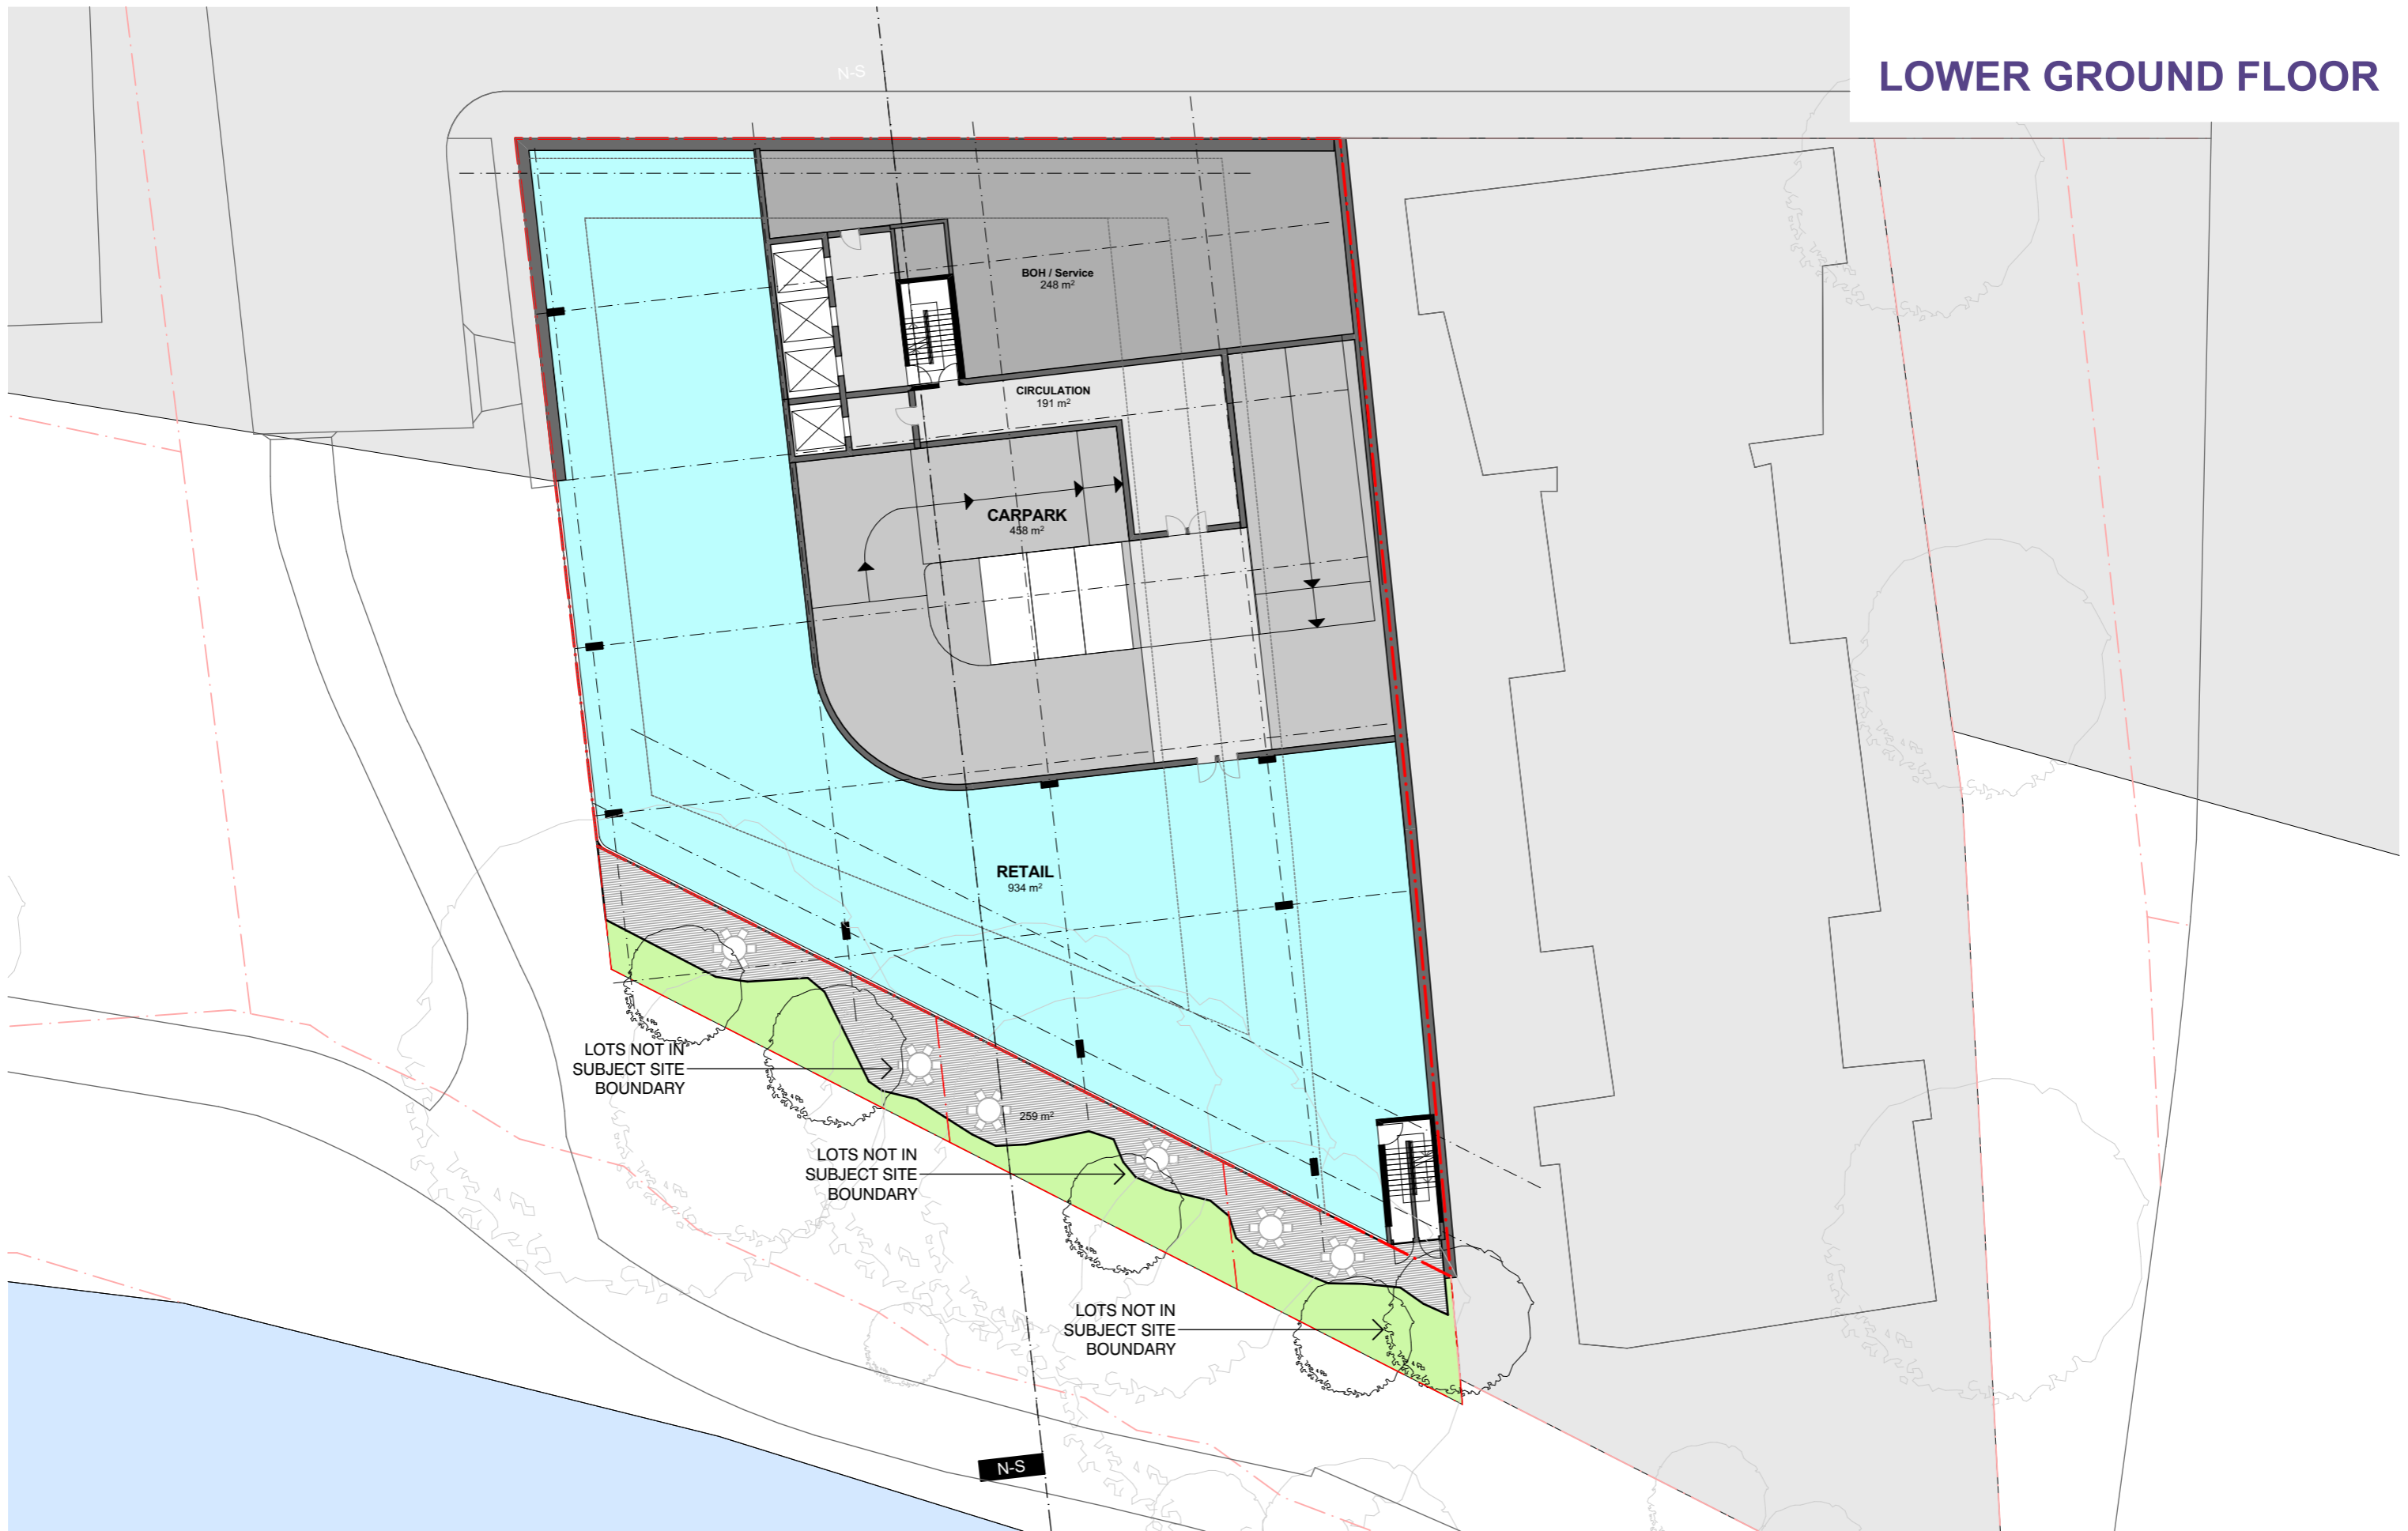 LOWER GROUND FLOOR
N-S
BOH / Service
248 m²
CIRCULATION
191 m²
CARPARK
458 m²
RETAIL
934 m²
LOTS NOT IN
SUBJECT SITE
BOUNDARY
259 m²
LOTS NOT IN
SUBJECT SITE
BOUNDARY
LOTS NOT IN
SUBJECT SITE
BOUNDARY
N-S